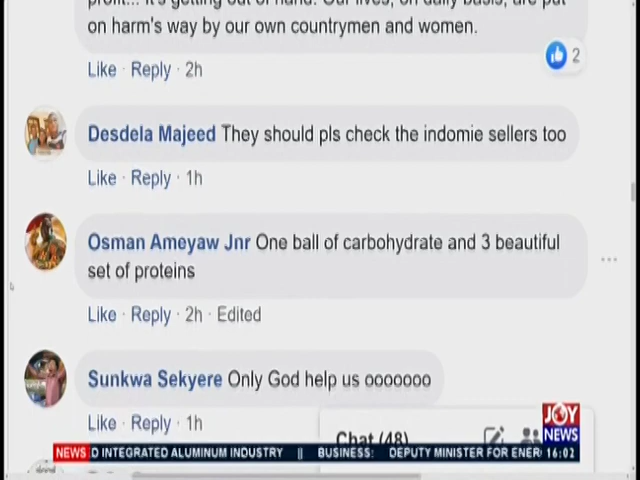 profit... It's getting out of hand. Our lives, on daily basis, are put
on harm's way by our own countrymen and women.
Like · Reply · 2h
2
Desdela Majeed They should pls check the indomie sellers too
Like · Reply · 1h
Osman Ameyaw Jnr One ball of carbohydrate and 3 beautiful
set of proteins
Like · Reply · 2h · Edited
Sunkwa Sekyere Only God help us ooooooo
Like · Reply · 1h
Chat (48)
JOY
NEWS
NEWS D INTEGRATED ALUMINUM INDUSTRY || BUSINESS: DEPUTY MINISTER FOR ENER 16:02